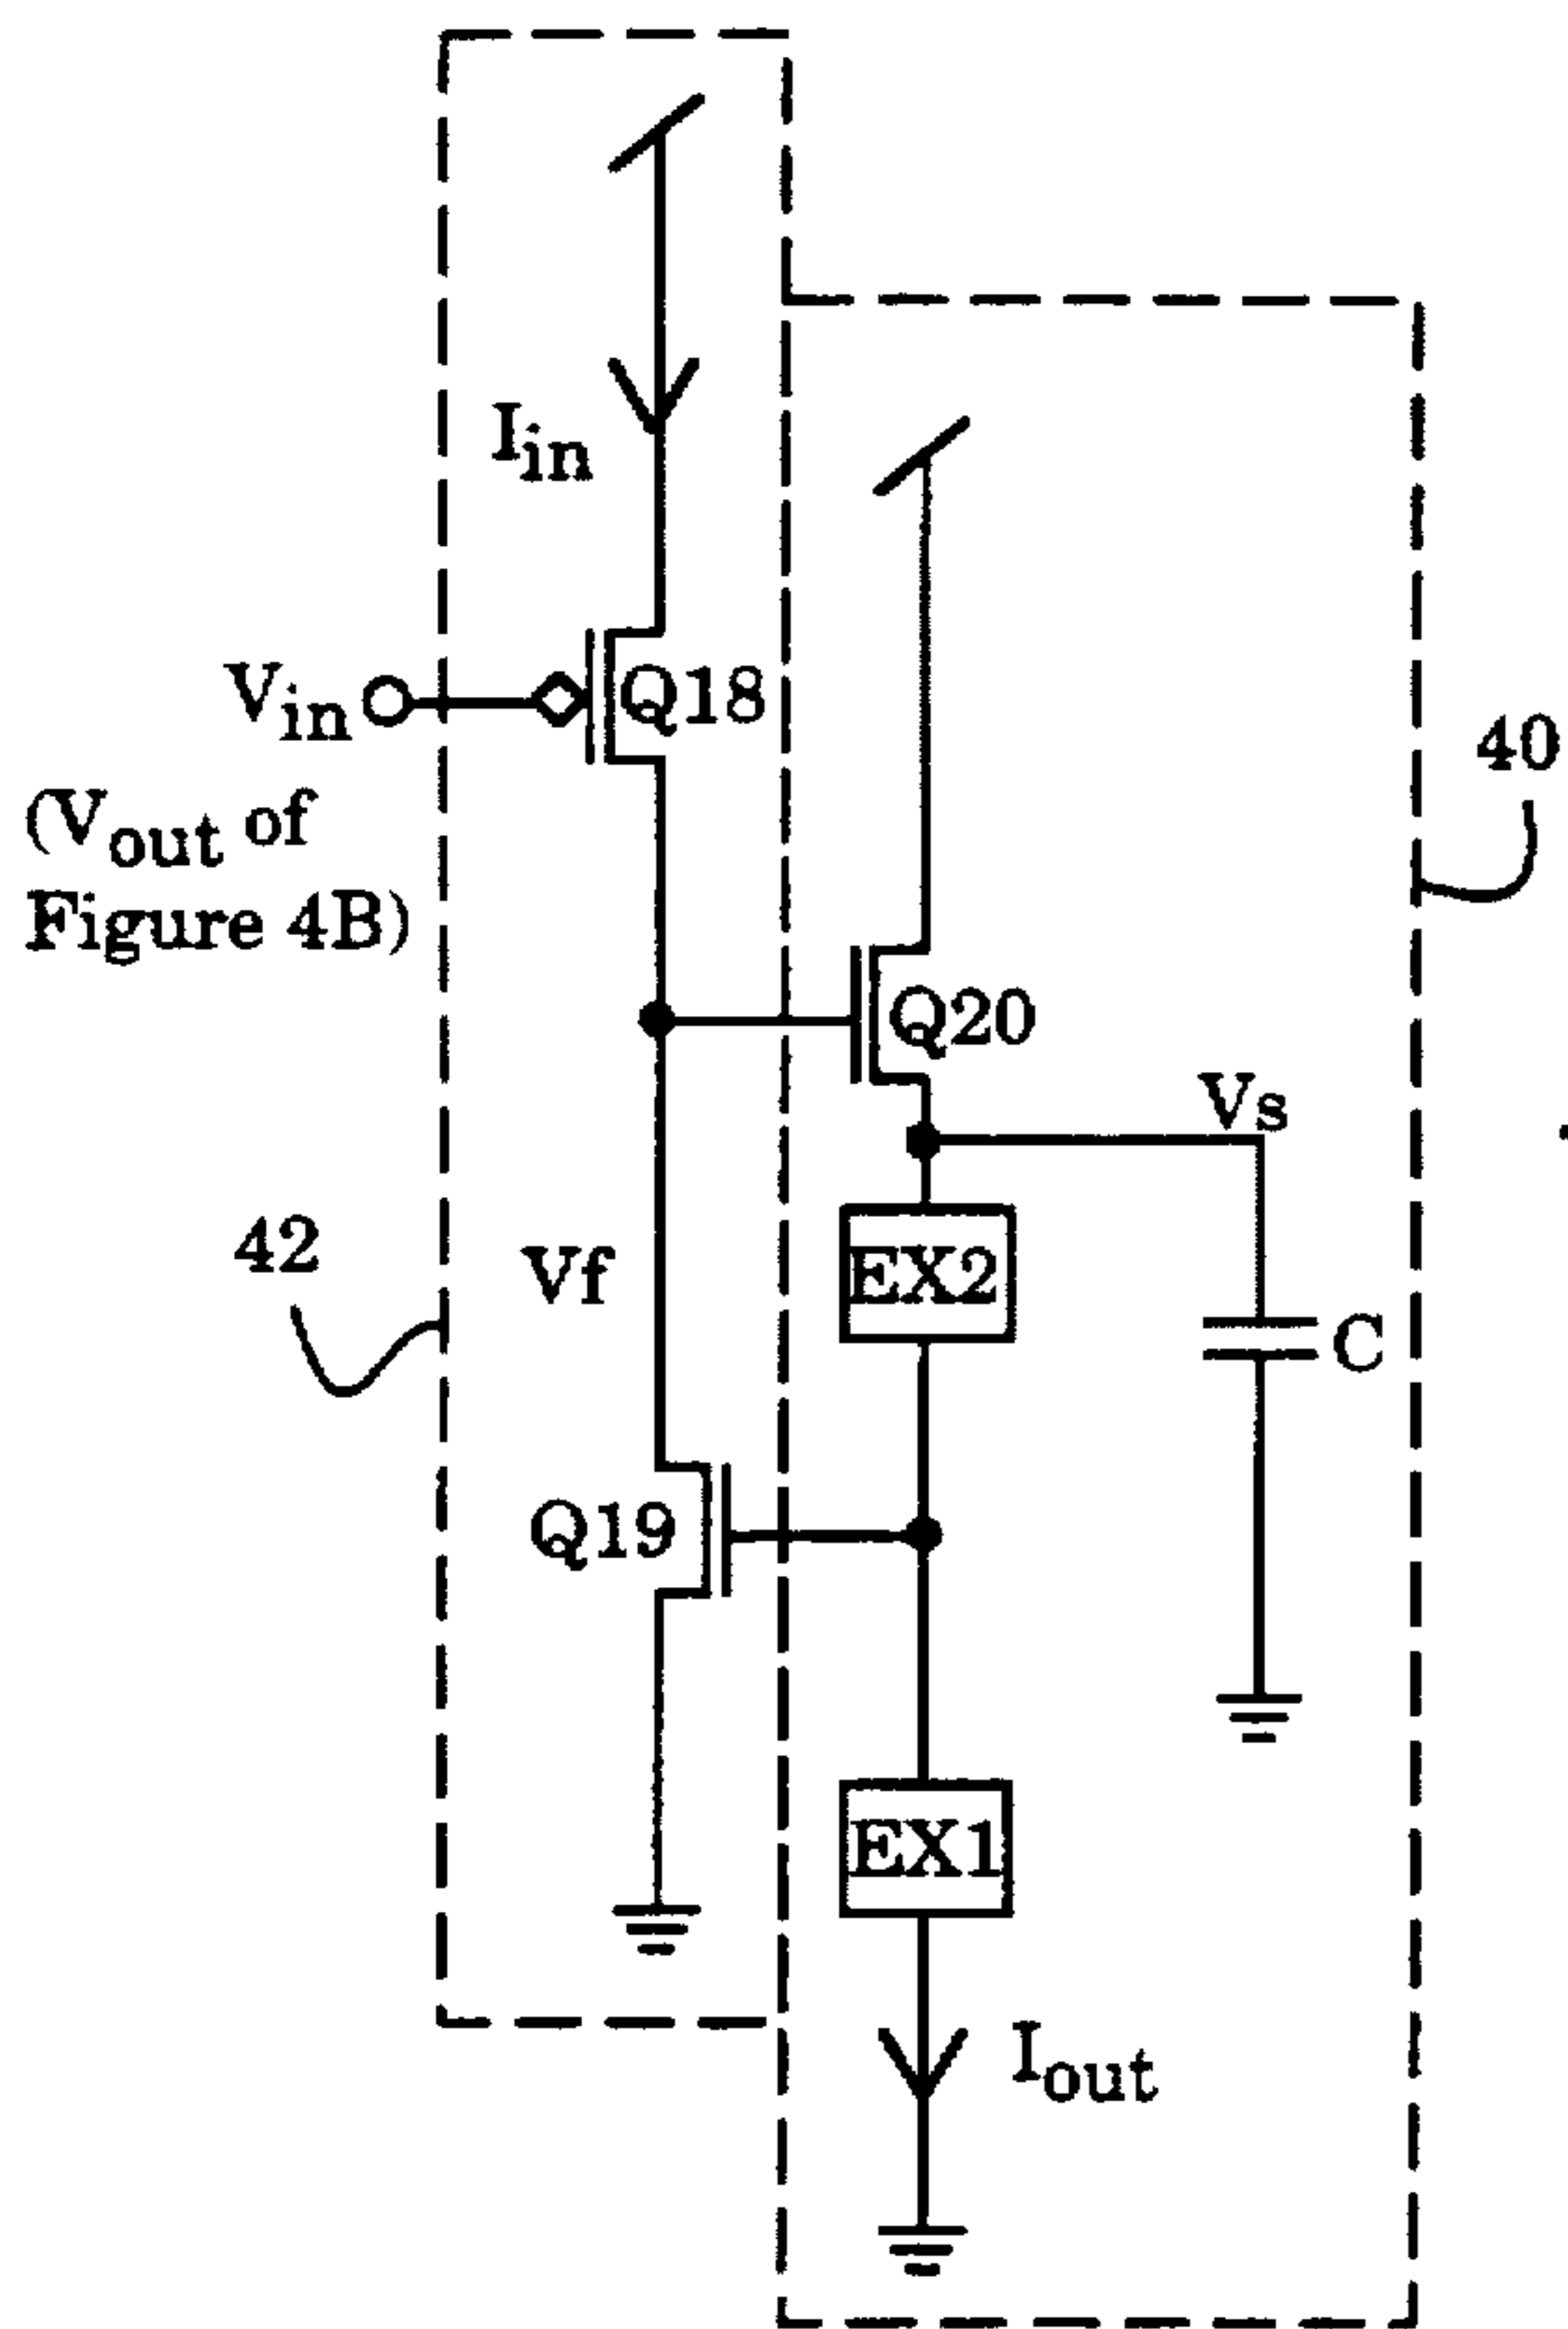 Iin
Vin
Q18
(Vout of
Figure 4B)
40
Q20
Vs
42
Vf
EX2
C
Q19
EX1
Iout